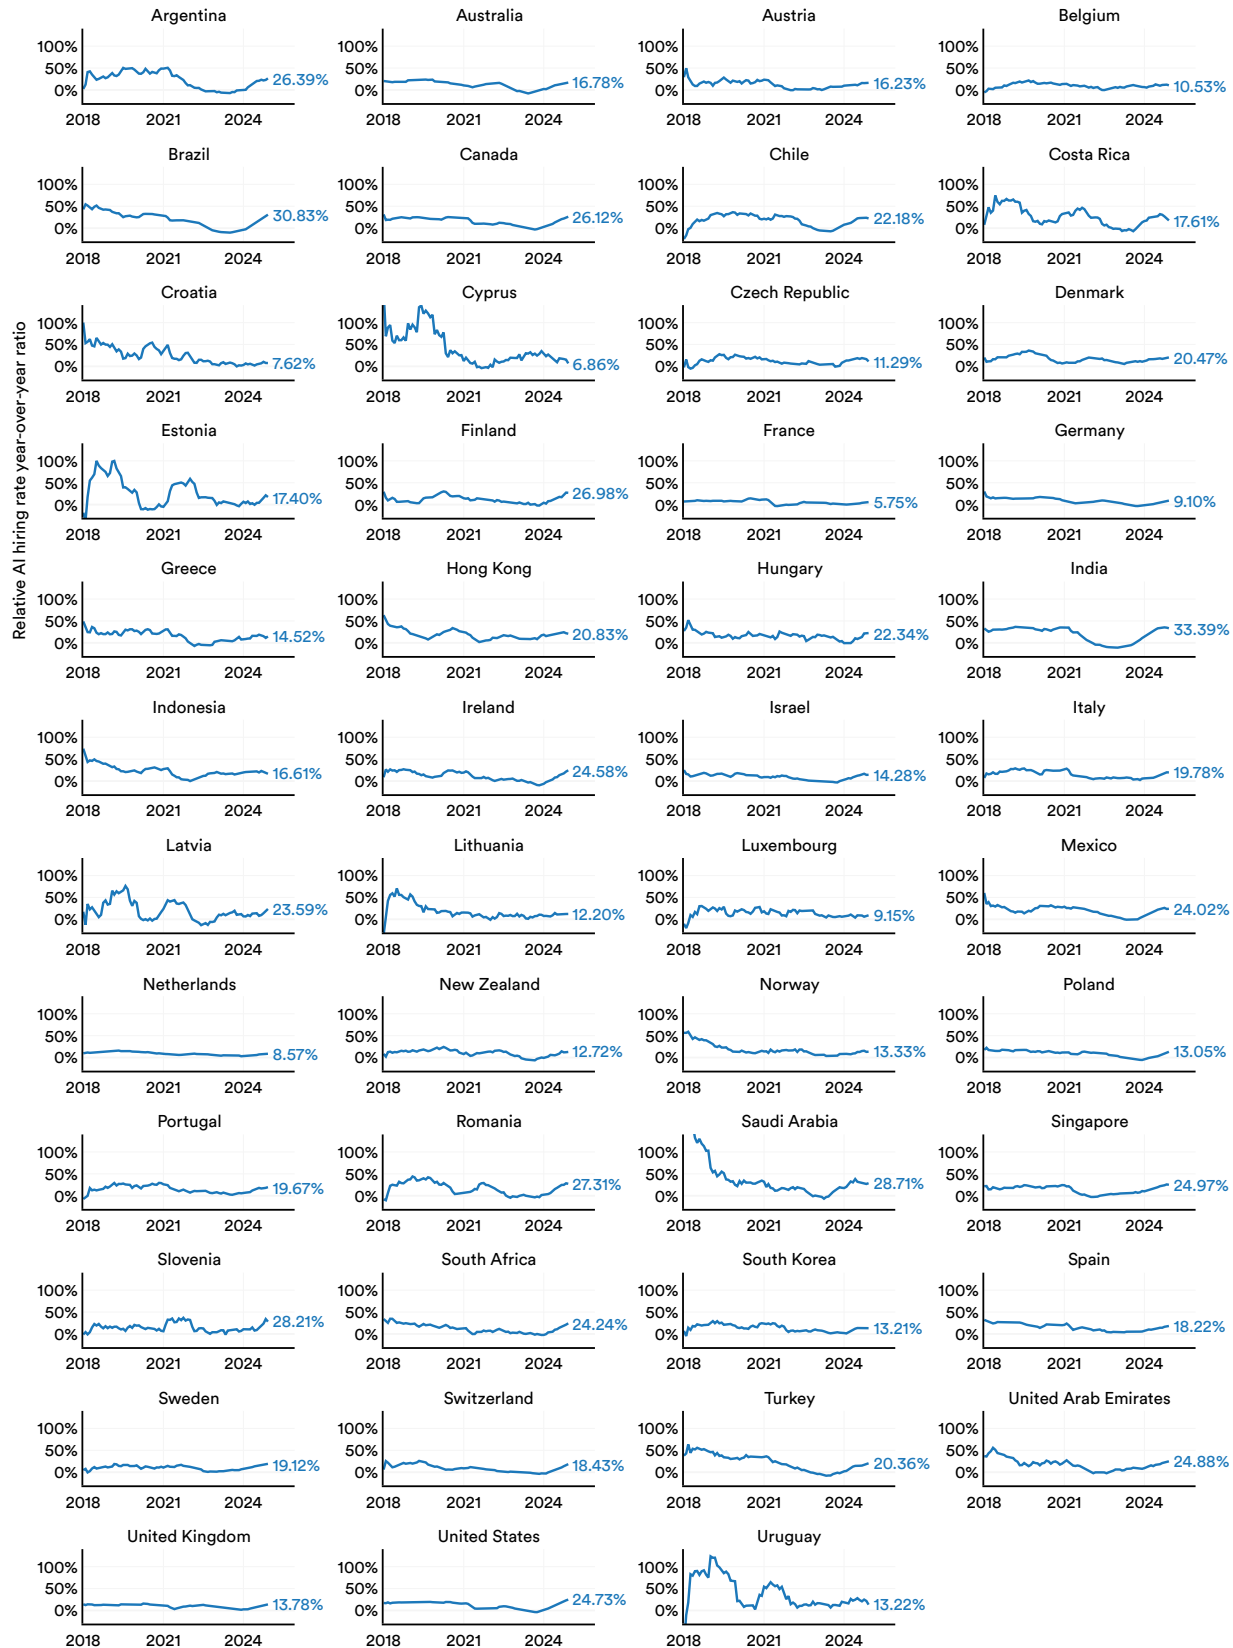 Relative AI hiring rate year-over-year ratio
Argentina
100%
50%
0%
26.39%
2018 2021 2024
Australia
100%
50%
0%
16.78%
2018 2021 2024
Austria
100%
50%
0%
16.23%
2018 2021 2024
Belgium
100%
50%
0%
10.53%
2018 2021 2024
Brazil
100%
50%
0%
30.83%
2018 2021 2024
Canada
100%
50%
0%
26.12%
2018 2021 2024
Chile
100%
50%
0%
22.18%
2018 2021 2024
Costa Rica
100%
50%
0%
17.61%
2018 2021 2024
Croatia
100%
50%
0%
7.62%
2018 2021 2024
Cyprus
100%
50%
0%
6.86%
2018 2021 2024
Czech Republic
100%
50%
0%
11.29%
2018 2021 2024
Denmark
100%
50%
0%
20.47%
2018 2021 2024
Estonia
100%
50%
0%
17.40%
2018 2021 2024
Finland
100%
50%
0%
26.98%
2018 2021 2024
France
100%
50%
0%
5.75%
2018 2021 2024
Germany
100%
50%
0%
9.10%
2018 2021 2024
Greece
100%
50%
0%
14.52%
2018 2021 2024
Hong Kong
100%
50%
0%
20.83%
2018 2021 2024
Hungary
100%
50%
0%
22.34%
2018 2021 2024
India
100%
50%
0%
33.39%
2018 2021 2024
Indonesia
100%
50%
0%
16.61%
2018 2021 2024
Ireland
100%
50%
0%
24.58%
2018 2021 2024
Israel
100%
50%
0%
14.28%
2018 2021 2024
Italy
100%
50%
0%
19.78%
2018 2021 2024
Latvia
100%
50%
0%
23.59%
2018 2021 2024
Lithuania
100%
50%
0%
12.20%
2018 2021 2024
Luxembourg
100%
50%
0%
9.15%
2018 2021 2024
Mexico
100%
50%
0%
24.02%
2018 2021 2024
Netherlands
100%
50%
0%
8.57%
2018 2021 2024
New Zealand
100%
50%
0%
12.72%
2018 2021 2024
Norway
100%
50%
0%
13.33%
2018 2021 2024
Poland
100%
50%
0%
13.05%
2018 2021 2024
Portugal
100%
50%
0%
19.67%
2018 2021 2024
Romania
100%
50%
0%
27.31%
2018 2021 2024
Saudi Arabia
100%
50%
0%
28.71%
2018 2021 2024
Singapore
100%
50%
0%
24.97%
2018 2021 2024
Slovenia
100%
50%
0%
28.21%
2018 2021 2024
South Africa
100%
50%
0%
24.24%
2018 2021 2024
South Korea
100%
50%
0%
13.21%
2018 2021 2024
Spain
100%
50%
0%
18.22%
2018 2021 2024
Sweden
100%
50%
0%
19.12%
2018 2021 2024
Switzerland
100%
50%
0%
18.43%
2018 2021 2024
Turkey
100%
50%
0%
20.36%
2018 2021 2024
United Arab Emirates
100%
50%
0%
24.88%
2018 2021 2024
United Kingdom
100%
50%
0%
13.78%
2018 2021 2024
United States
100%
50%
0%
24.73%
2018 2021 2024
Uruguay
100%
50%
0%
13.22%
2018 2021 2024